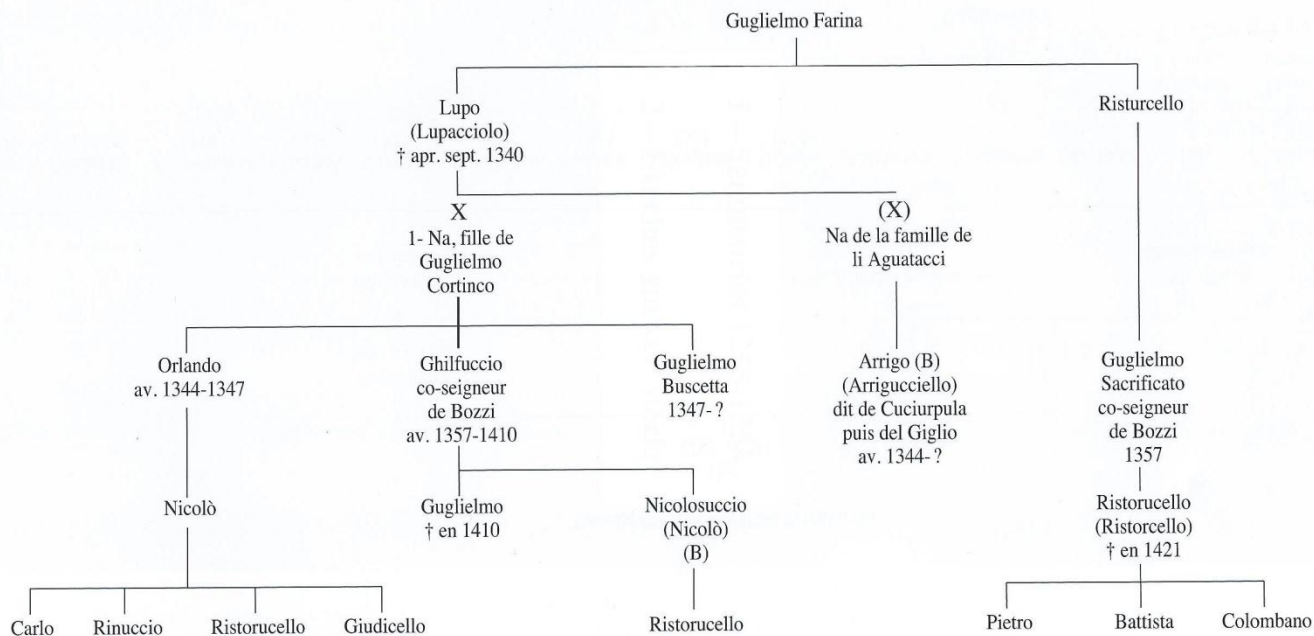 Guglielmo Farina
Lupo
(Lupacciolo)
† apr. sept. 1340
Risturcello
X
1- Na, fille de
Guglielmo
Cortinco
(X)
Na de la famille de
li Aguatacci
Orlando
av. 1344-1347
Ghilfuccio
co-seigneur
de Bozzi
av. 1357-1410
Guglielmo
Buscetta
1347- ?
Arrigo (B)
(Arrigucciello)
dit de Cuciurpula
puis del Giglio
av. 1344- ?
Guglielmo
Sacrificato
co-seigneur
de Bozzi
1357
Nicolò
Guglielmo
† en 1410
Nicolosuccio
(Nicolò)
(B)
Ristorucello
(Ristorcello)
† en 1421
Carlo
Rinuccio
Ristorucello
Giudicello
Ristorucello
Pietro
Battista
Colombano